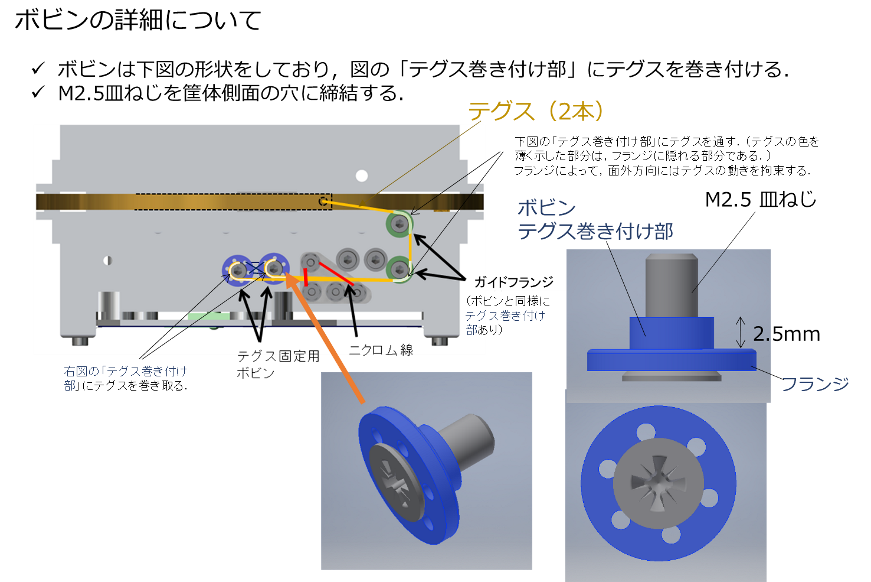 ボビンの詳細について
✓ ボビンは下図の形状をしており，図の「テグス巻き付け部」にテグスを巻き付ける．
✓ M2.5皿ねじを筐体側面の穴に締結する．
テグス（2本）
下図の「テグス巻き付け部」にテグスを通す．（テグスの色を
薄く示した部分は，フランジに隠れる部分である．）
フランジによって，面外方向にはテグスの動きを拘束する．
M2.5 皿ねじ
ボビン
テグス巻き付け部
ガイドフランジ
（ボビンと同様に
テグス巻き付け
部あり）
2.5mm
フランジ
ニクロム線
テグス固定用
ボビン
右図の「テグス巻き付け
部」にテグスを巻き取る．